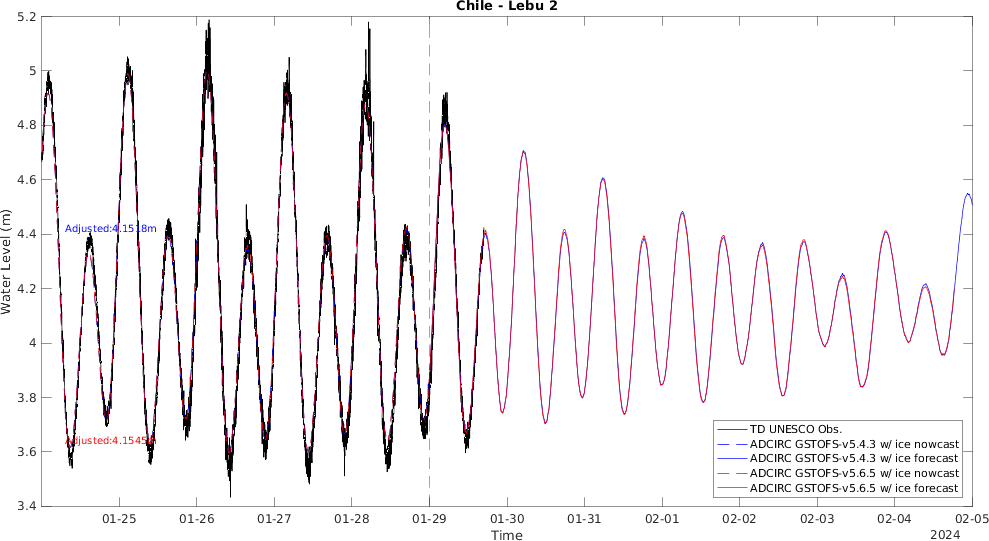 Chile - Lebu 2
5.2
5
4.8
4.6
4.4
4.2
4
3.8
3.6
3.4
Water Level (m)
Adjusted:4.1518m
Adjusted:4.1545m
TD UNESCO Obs.
ADCIRC GSTOFS-v5.4.3 w/ ice nowcast
ADCIRC GSTOFS-v5.4.3 w/ ice forecast
ADCIRC GSTOFS-v5.6.5 w/ ice nowcast
ADCIRC GSTOFS-v5.6.5 w/ ice forecast
01-25 01-26 01-27 01-28 01-29 01-30 01-31 02-01 02-02 02-03 02-04 02-05
Time
2024